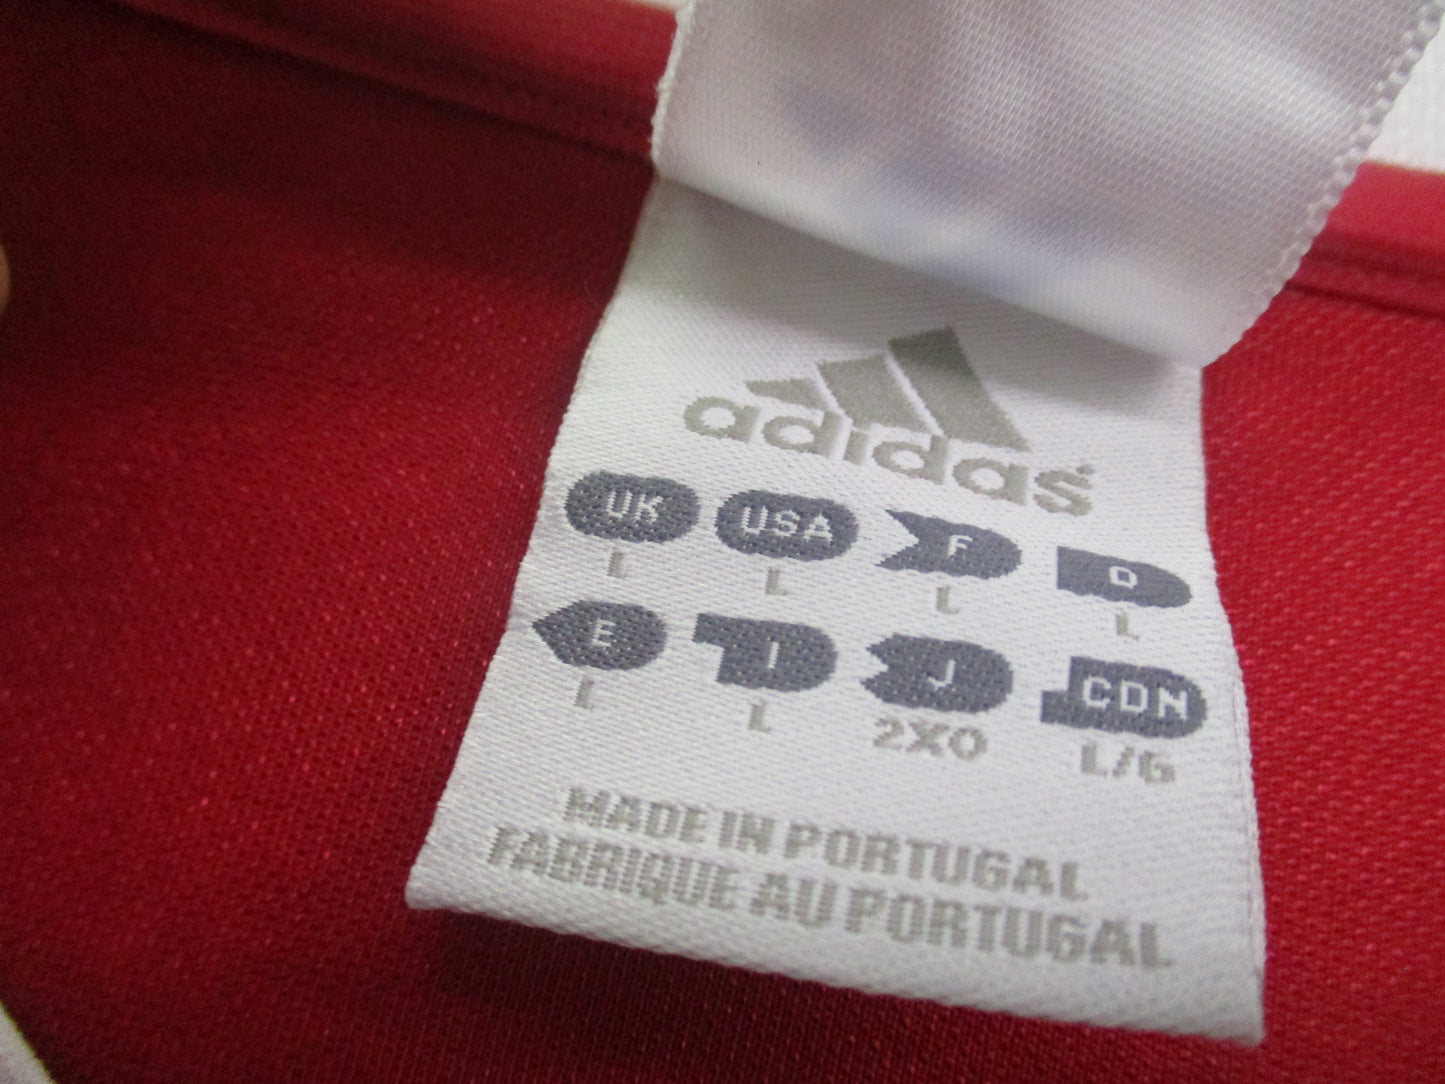 adidas
UK USA F D
L L L L
E I J CDN
L L 2XO L/G
MADE IN PORTUGAL
FABRIQUE AU PORTUGAL